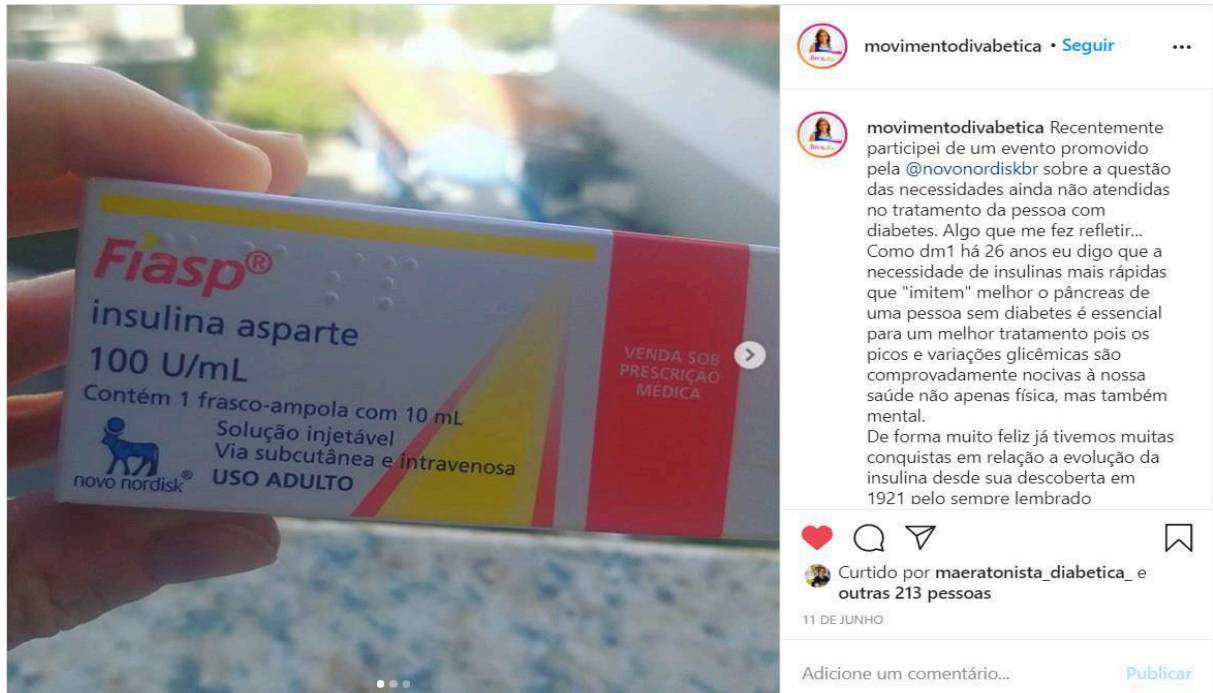 Fiasp®
insulina asparte
100 U/mL
Contém 1 frasco-ampola com 10 mL
Solução injetável
Via subcutânea e intravenosa
USO ADULTO
novo nordisk®
VENDA SOB
PRESCRIÇÃO
MÉDICA
movimentodivabetica • Seguir
movimentodivabetica Recentemente
participei de um evento promovido
pela @novonordiskbr sobre a questão
das necessidades ainda não atendidas
no tratamento da pessoa com
diabetes. Algo que me fez refletir...
Como dm1 há 26 anos eu digo que a
necessidade de insulinas mais rápidas
que "imitem" melhor o pâncreas de
uma pessoa sem diabetes é essencial
para um melhor tratamento pois os
picos e variações glicêmicas são
comprovadamente nocivas à nossa
saúde não apenas física, mas também
mental.
De forma muito feliz já tivemos muitas
conquistas em relação a evolução da
insulina desde sua descoberta em
1921 pelo sempre lembrado
Curtido por maeratonista_diabetica_ e
outras 213 pessoas
11 DE JUNHO
Adicione um comentário... Publicar